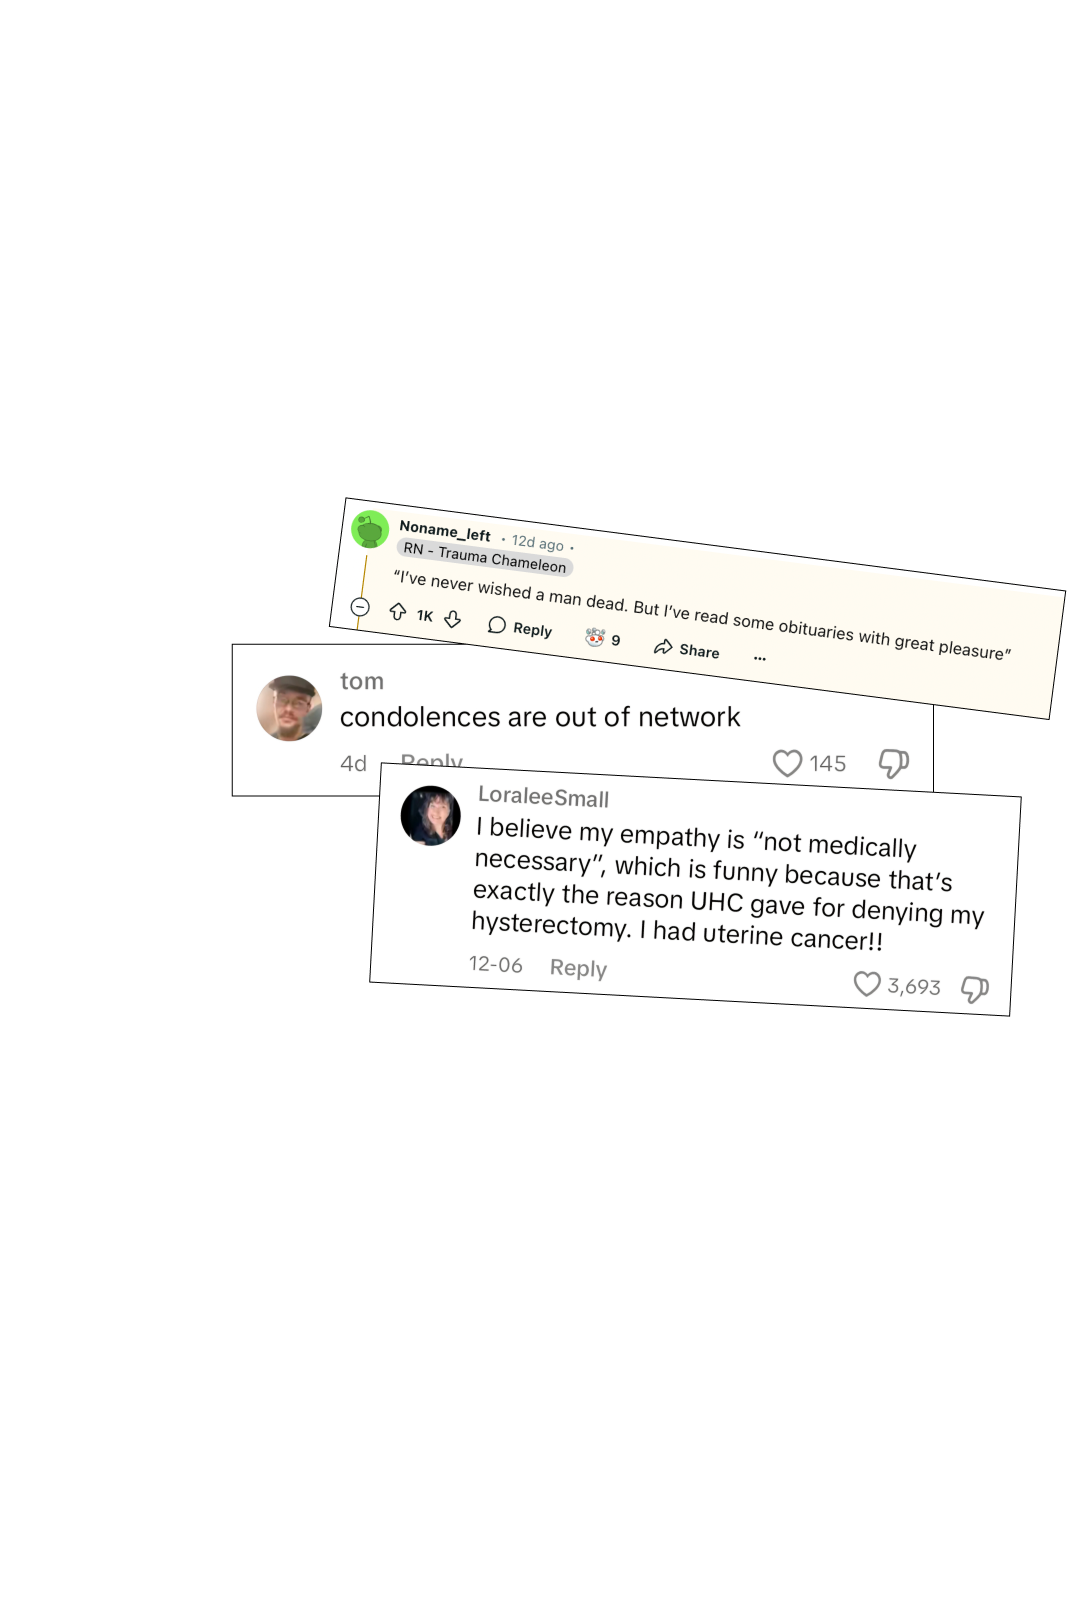 Noname_left • 12d ago •
RN - Trauma Chameleon
“I’ve never wished a man dead. But I’ve read some obituaries with great pleasure”
1K Reply 9 Share ...
tom
condolences are out of network
4d Reply 145
LoraleeSmall
I believe my empathy is “not medically
necessary”, which is funny because that’s
exactly the reason UHC gave for denying my
hysterectomy. I had uterine cancer!!
12-06 Reply 3,693